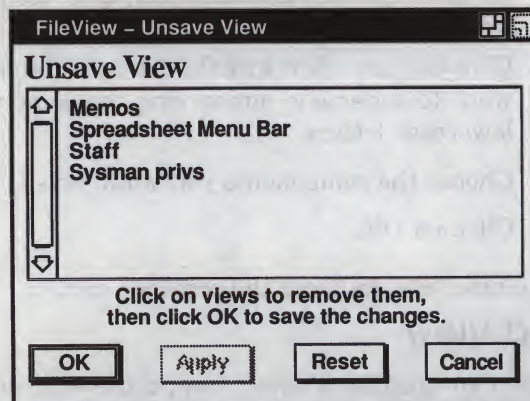 FileView – Unsave View
Unsave View
Memos
Spreadsheet Menu Bar
Staff
Sysman privs
Click on views to remove them,
then click OK to save the changes.
OK
Apply
Reset
Cancel